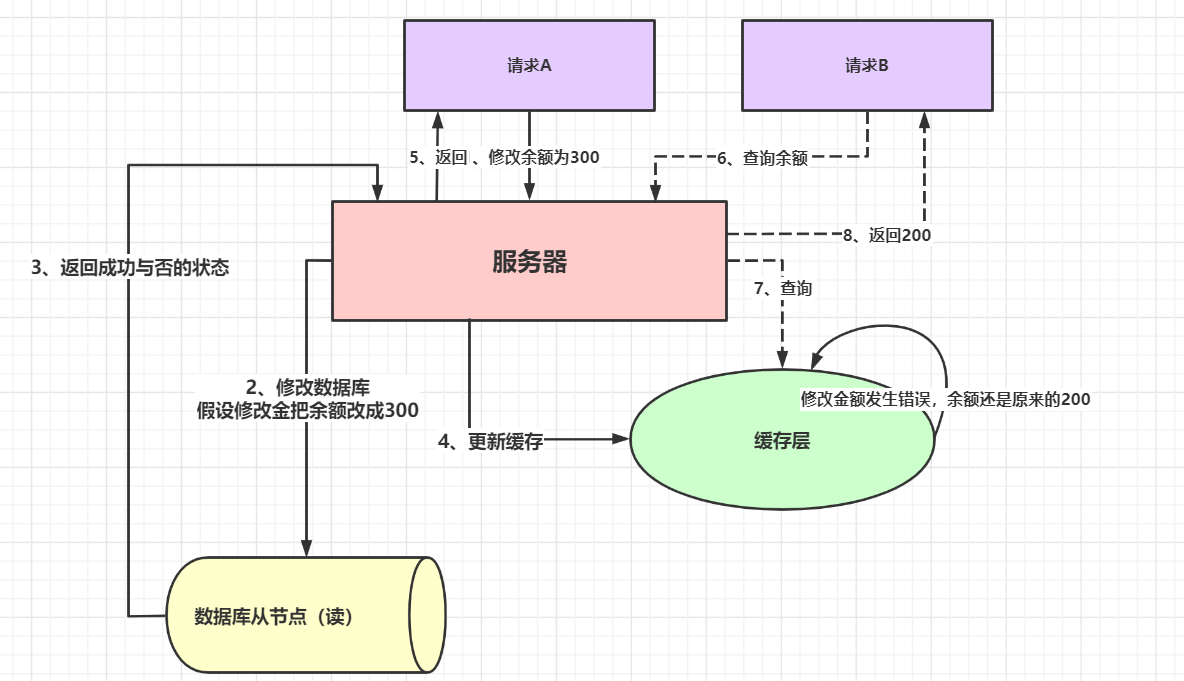 请求A
请求B
5、返回 、修改余额为300
6、查询余额
8、返回200
服务器
3、返回成功与否的状态
7、查询
2、修改数据库
假设修改金把余额改成300
修改金额发生错误，余额还是原来的200
4、更新缓存
缓存层
数据库从节点（读）